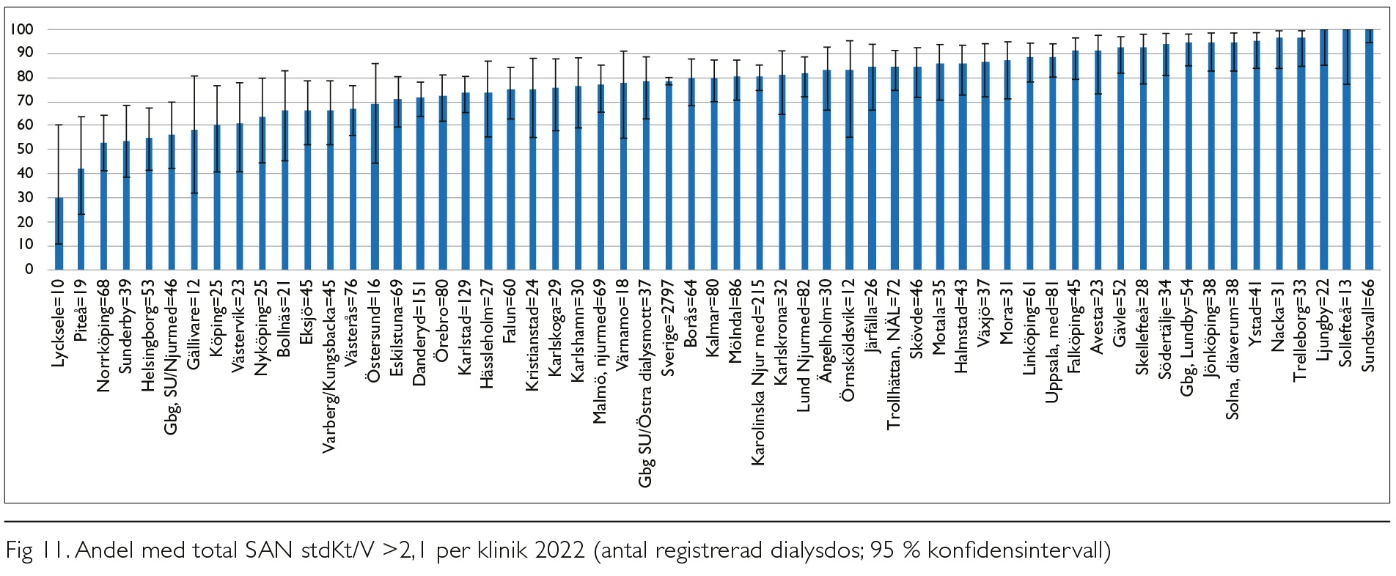 100
90
80
70
60
50
40
30
20
10
0
Lycksele=10
Piteå=19
Norrköping=68
Sunderby=39
Helsingborg=53
Gbg, SU/Njurmed=46
Gällivare=12
Köping=25
Västervik=23
Nyköping=25
Bollnäs=21
Eksjö=45
Varberg/Kungsbacka=45
Västerås=76
Östersund=16
Eskilstuna=69
Danderyd=151
Örebro=80
Karlstad=129
Hässleholm=27
Falun=60
Kristianstad=24
Karlskoga=29
Karlshamn=30
Malmö, njurmed=69
Värnamo=18
Gbg SU/Östra dialysmott=37
Sverige=2797
Borås=64
Kalmar=80
Mölndal=86
Karolinska Njur med=215
Karlskrona=32
Lund Njurmed=82
Ängelholm=30
Örnsköldsvik=12
Järfälla=26
Trollhättan, NÄL=72
Skövde=46
Motala=35
Halmstad=43
Växjö=37
Mora=31
Linköping=61
Uppsala, med=81
Falköping=45
Avesta=23
Gävle=52
Skellefteå=28
Södertälje=34
Gbg, Lundby=54
Jönköping=38
Solna, diaverum=38
Ystad=41
Nacka=31
Trelleborg=33
Ljungby=22
Sollefteå=13
Sundsvall=66
Fig 11. Andel med total SAN stdKt/V >2,1 per klinik 2022 (antal registrerad dialysdos; 95 % konfidensintervall)